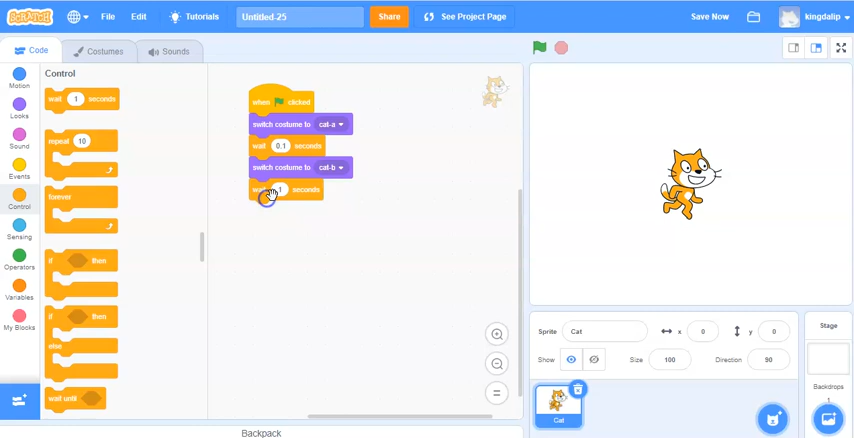 SCRATCH File Edit Tutorials Untitled-25 Share See Project Page Save Now kingdalip
Code Costumes Sounds
Motion
Looks
Sound
Events
Control
Sensing
Operators
Variables
My Blocks
Control
wait 1 seconds
repeat 10
forever
if then
if then
else
wait until
when clicked
switch costume to cat-a
wait 0.1 seconds
switch costume to cat-b
1 seconds
Backpack
Sprite Cat x 0 y 0
Show Size 100 Direction 90
Cat
Stage
Backdrops
1